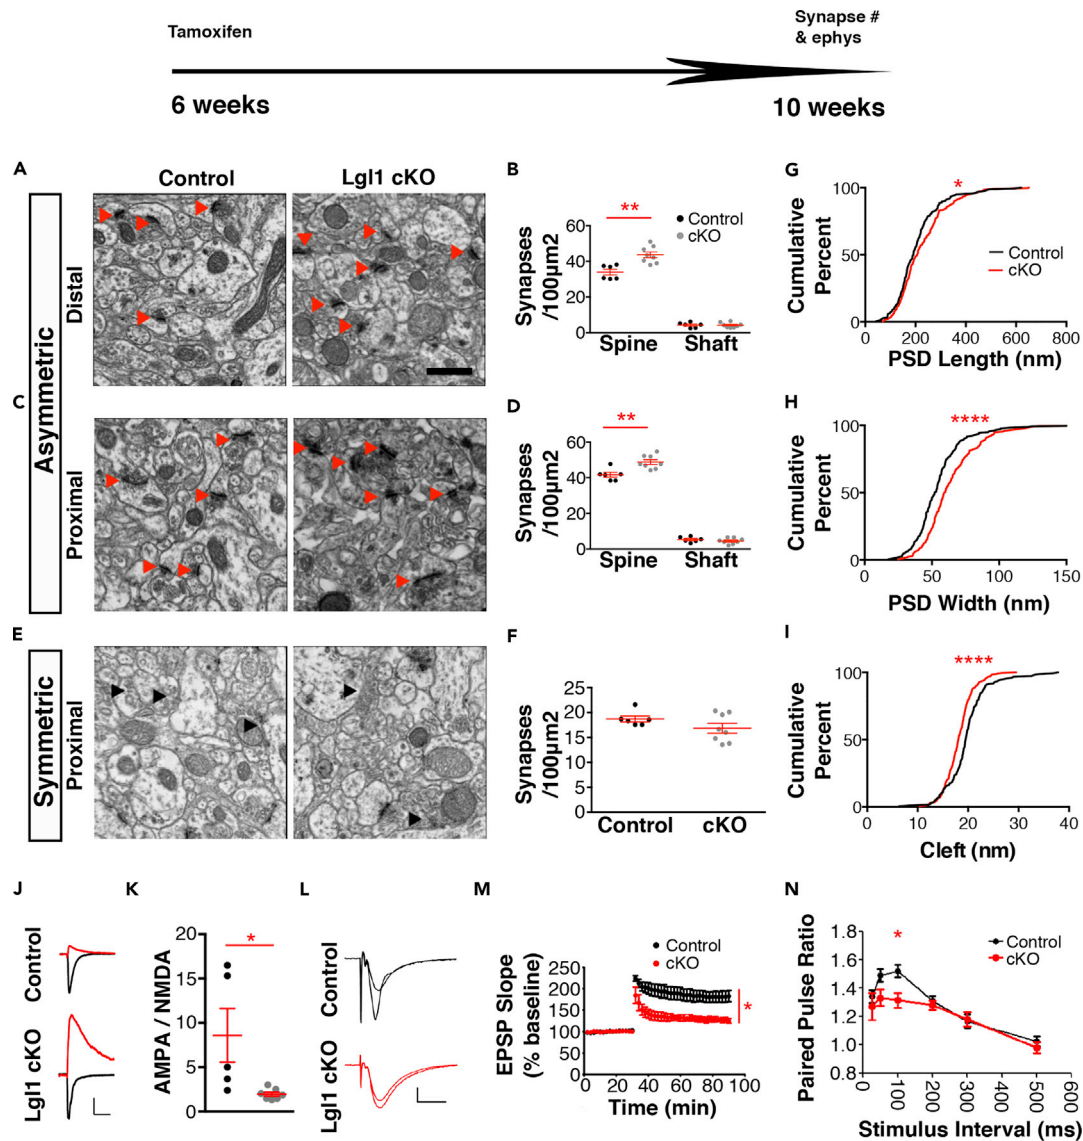 Tamoxifen
Synapse #
& ephys
6 weeks
10 weeks
A
Control
Lgl1 cKO
Asymmetric
Distal
B
**
Control
cKO
Synapses
/100μm2
60
40
20
0
Spine
Shaft
G
*
Control
cKO
Cumulative
Percent
100
50
0
0
200
400
600
800
PSD Length (nm)
C
Proximal
D
**
Synapses
/100μm2
60
40
20
0
Spine
Shaft
H
****
Cumulative
Percent
100
50
0
0
50
100
150
PSD Width (nm)
E
Symmetric
Proximal
F
Synapses
/100μm2
25
20
15
10
5
0
Control
cKO
I
****
Cumulative
Percent
100
50
0
0
10
20
30
40
Cleft (nm)
J
Control
Lgl1 cKO
K
*
AMPA / NMDA
20
15
10
5
0
Control
cKO
L
Control
Lgl1 cKO
M
Control
cKO
*
EPSP Slope
(% baseline)
250
200
150
100
50
0
0
20
40
60
80
100
Time (min)
N
*
Control
cKO
Paired Pulse Ratio
1.8
1.6
1.4
1.2
1.0
0.8
0
100
200
300
400
500
600
Stimulus Interval (ms)